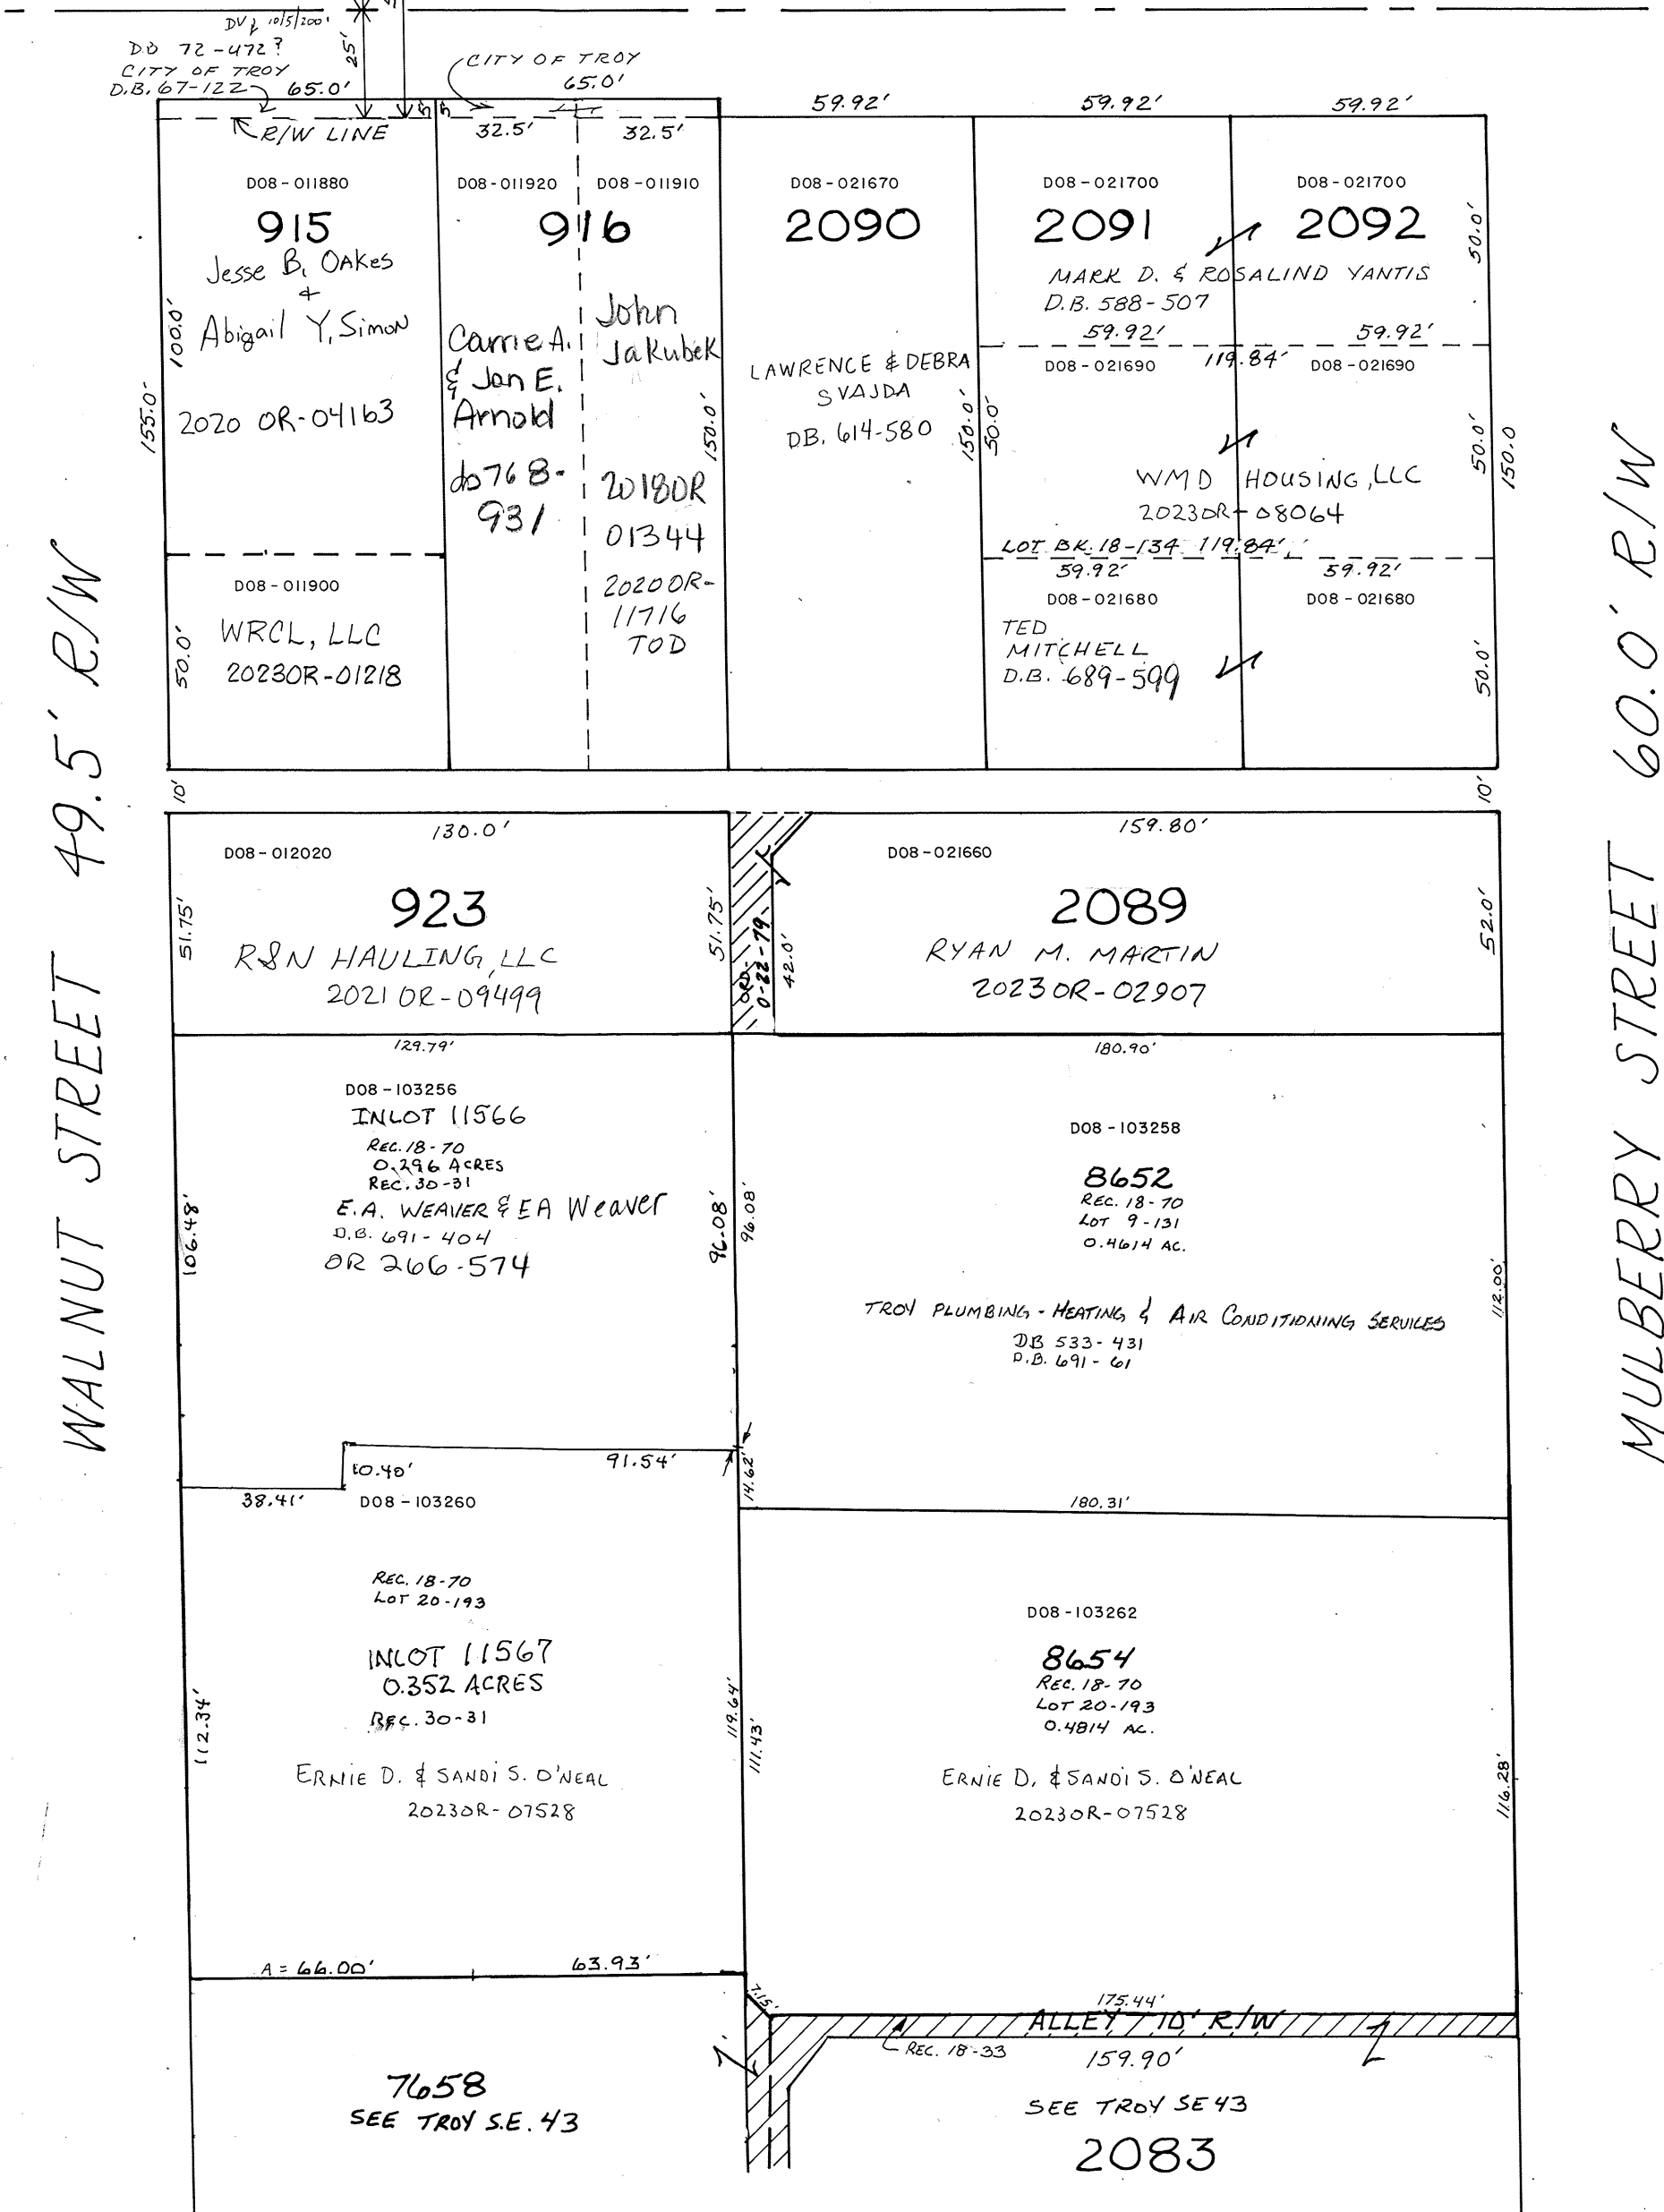 DV 10/5/200
DB 72-472?
CITY OF TROY
D.B. 67-122
65.0'
25'
CITY OF TROY
65.0'
R/W LINE
5'
5'
32.5'
32.5'
59.92'
59.92'
59.92'
D08-011880
915
Jesse B. OAKes
+
Abigail Y. Simon
2020 OR-04163
100.0'
155.0'
D08-011920
D08-011910
916
Carrie A.
& Jon E.
Arnold
db768-
931
John
Jakubek
2018OR
01344
2020OR-
11716
TOD
150.0'
D08-021670
2090
LAWRENCE & DEBRA
SVAJDA
DB. 614-580
150.0'
D08-021700
2091
D08-021700
2092
MARK D. & ROSALIND YANTIS
D.B. 588-507
50.0'
59.92'
59.92'
119.84'
D08-021690
D08-021690
50.0'
WMD HOUSING, LLC
2023OR-08064
50.0'
150.0
LOT BK. 18-134 119.84'
59.92'
59.92'
D08-021680
D08-021680
TED
MITCHELL
D.B. 689-599
50.0'
D08-011900
WRCL, LLC
2023OR-01218
50.0'
WALNUT STREET 49.5' R/W
MULBERRY STREET 60.0' R/W
10'
10'
130.0'
D08-012020
923
R&N HAULING, LLC
2021 OR-09499
51.75'
51.75'
ORD.
0-22-79
42.0'
159.80'
D08-021660
2089
RYAN M. MARTIN
2023OR-02907
52.0'
129.79'
D08-103256
INLOT 11566
REC. 18-70
0.296 ACRES
REC. 30-31
E.A. WEAVER & EA Weaver
D.B. 691-404
OR 266-574
106.48'
96.08'
96.08'
180.90'
D08-103258
8652
REC. 18-70
LOT 9-131
0.4614 AC.
TROY PLUMBING - HEATING & AIR CONDITIONING SERVICES
DB 533-431
D.B. 691-61
112.00'
10.40'
91.54'
14.62'
38.41'
D08-103260
180.31'
REC. 18-70
LOT 20-193
INLOT 11567
0.352 ACRES
REC. 30-31
ERNIE D. & SANDI S. O'NEAL
2023OR-07528
112.34'
119.64'
111.43'
D08-103262
8654
REC. 18-70
LOT 20-193
0.4814 AC.
ERNIE D. & SANDI S. O'NEAL
2023OR-07528
116.28'
A = 66.00'
63.93'
7.15'
175.44'
ALLEY 10' R/W
REC. 18-33
159.90'
7658
SEE TROY S.E. 43
SEE TROY SE 43
2083